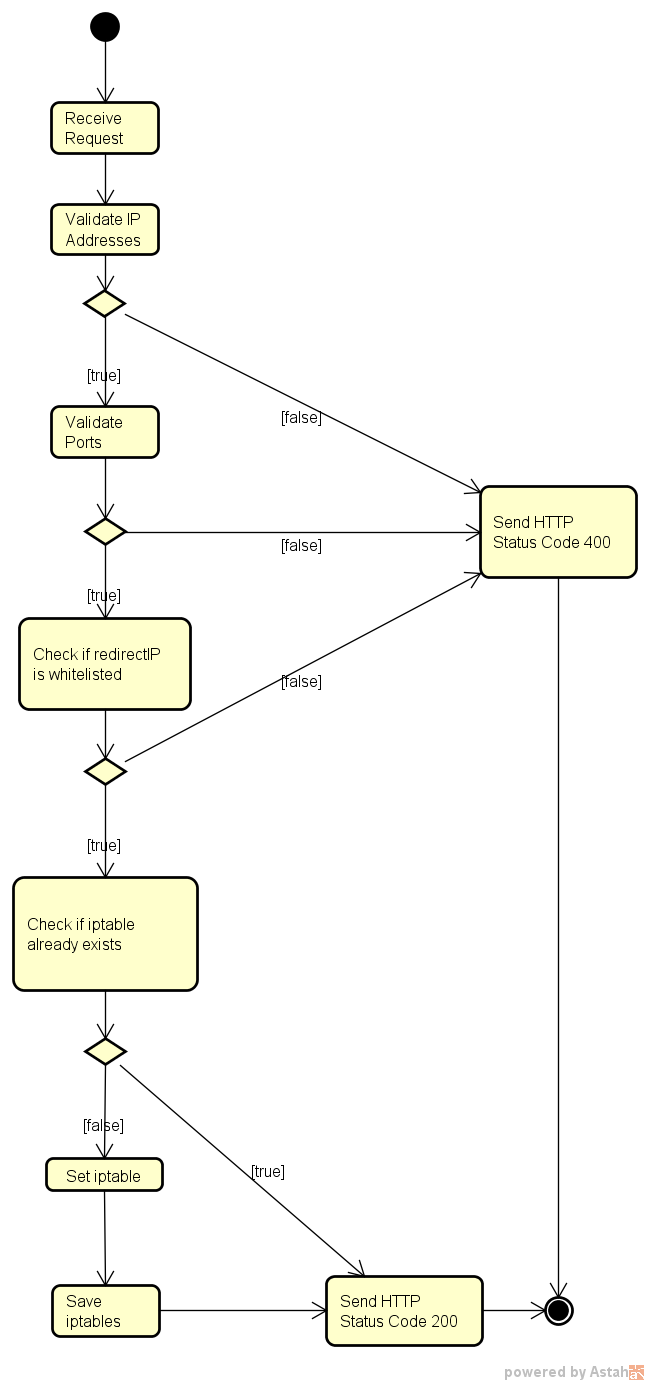 Receive
Request
Validate IP
Addresses
[true]
[false]
Validate
Ports
[false]
Send HTTP
Status Code 400
[true]
Check if redirectIP
is whitelisted
[false]
[true]
Check if iptable
already exists
[false]
[true]
Set iptable
Save
iptables
Send HTTP
Status Code 200
powered by Astah